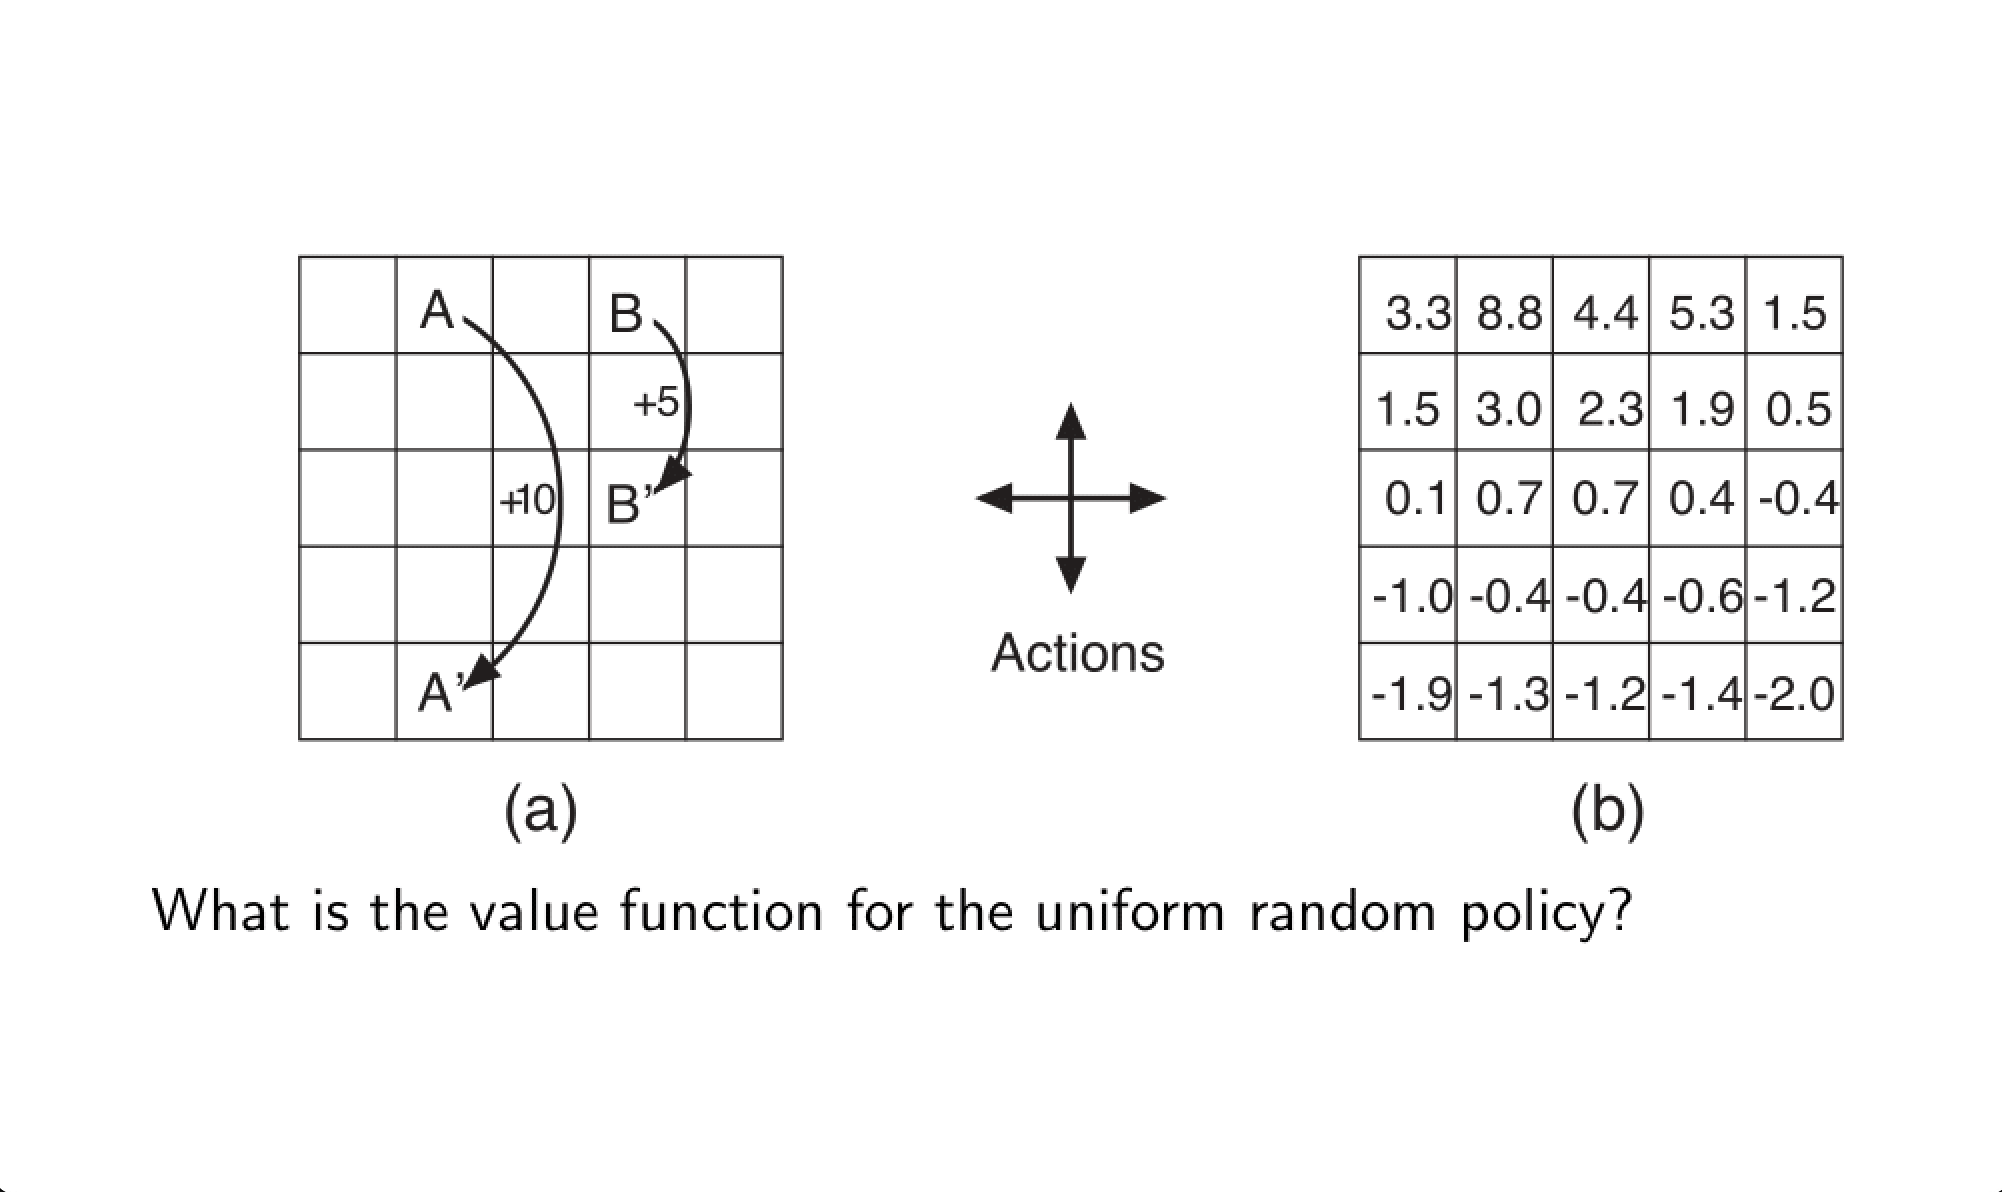 A B 3.3 8.8 4.4 5.3 1.5
+5 1.5 3.0 2.3 1.9 0.5
+10 B’ 0.1 0.7 0.7 0.4 -0.4
-1.0 -0.4 -0.4 -0.6 -1.2
Actions
A’ -1.9 -1.3 -1.2 -1.4 -2.0
(a) (b)
What is the value function for the uniform random policy?